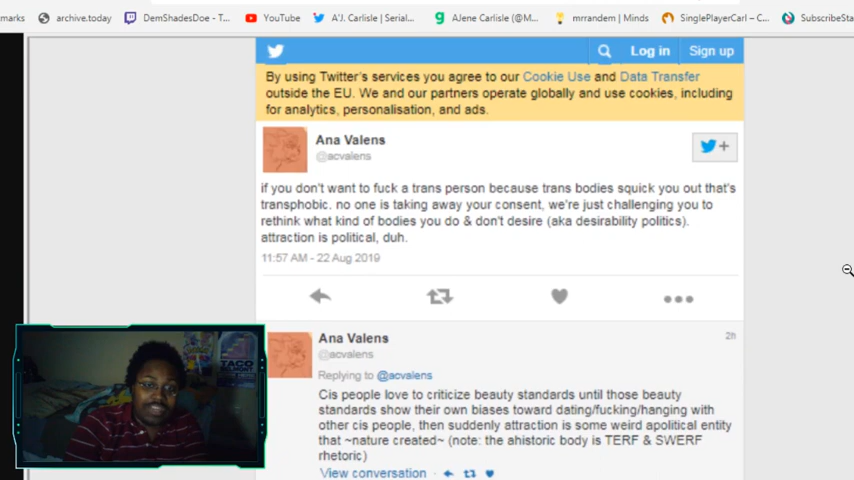 marks
archive.today
DemShadesDoe - T...
YouTube
A'J. Carlisle | Serial...
AJene Carlisle (@M...
mrrandem | Minds
SinglePlayerCarl – C...
SubscribeSta
Log in
Sign up
By using Twitter's services you agree to our Cookie Use and Data Transfer
outside the EU. We and our partners operate globally and use cookies, including
for analytics, personalisation, and ads.
Ana Valens
@acvalens
if you don't want to fuck a trans person because trans bodies squick you out that's
transphobic. no one is taking away your consent, we're just challenging you to
rethink what kind of bodies you do & don't desire (aka desirability politics).
attraction is political, duh.
11:57 AM - 22 Aug 2019
Ana Valens
2h
@acvalens
Replying to @acvalens
Cis people love to criticize beauty standards until those beauty
standards show their own biases toward dating/fucking/hanging with
other cis people, then suddenly attraction is some weird apolitical entity
that ~nature created~ (note: the ahistoric body is TERF & SWERF
rhetoric)
View conversation
TACO